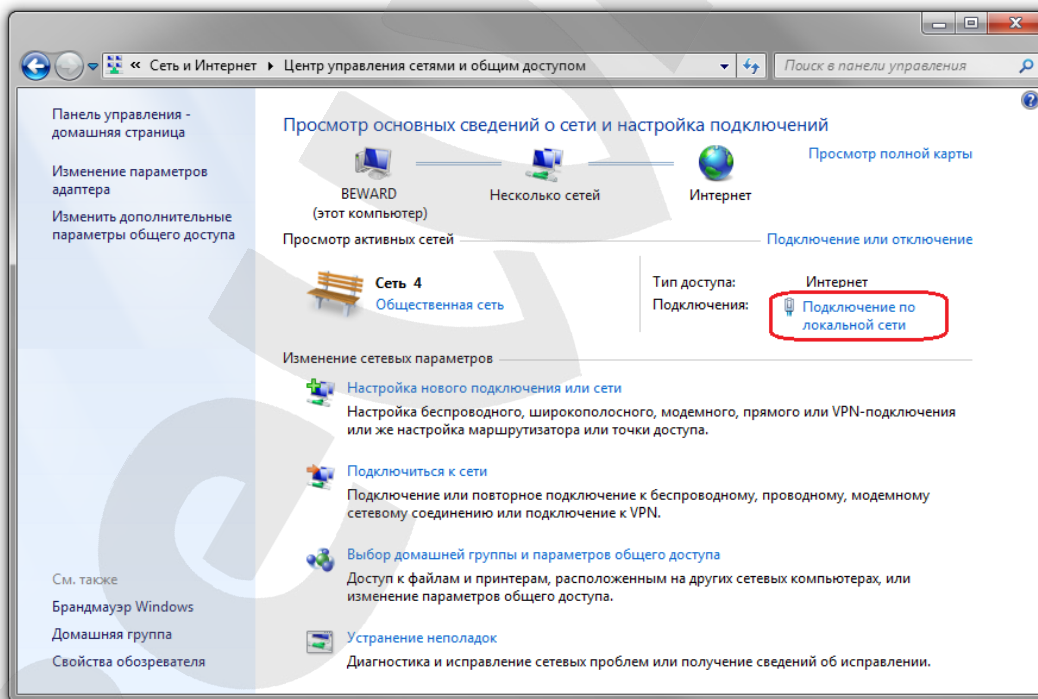 « Сеть и Интернет ▸ Центр управления сетями и общим доступом
Поиск в панели управления
Панель управления -
домашняя страница
Изменение параметров
адаптера
Изменить дополнительные
параметры общего доступа
Просмотр основных сведений о сети и настройка подключений
Просмотр полной карты
BEWARD
(этот компьютер)
Несколько сетей
Интернет
Просмотр активных сетей
Подключение или отключение
Сеть 4
Общественная сеть
Тип доступа: Интернет
Подключения: Подключение по
локальной сети
Изменение сетевых параметров
Настройка нового подключения или сети
Настройка беспроводного, широкополосного, модемного, прямого или VPN-подключения
или же настройка маршрутизатора или точки доступа.
Подключиться к сети
Подключение или повторное подключение к беспроводному, проводному, модемному
сетевому соединению или подключение к VPN.
Выбор домашней группы и параметров общего доступа
Доступ к файлам и принтерам, расположенным на других сетевых компьютерах, или
изменение параметров общего доступа.
Устранение неполадок
Диагностика и исправление сетевых проблем или получение сведений об исправлении.
См. также
Брандмауэр Windows
Домашняя группа
Свойства обозревателя